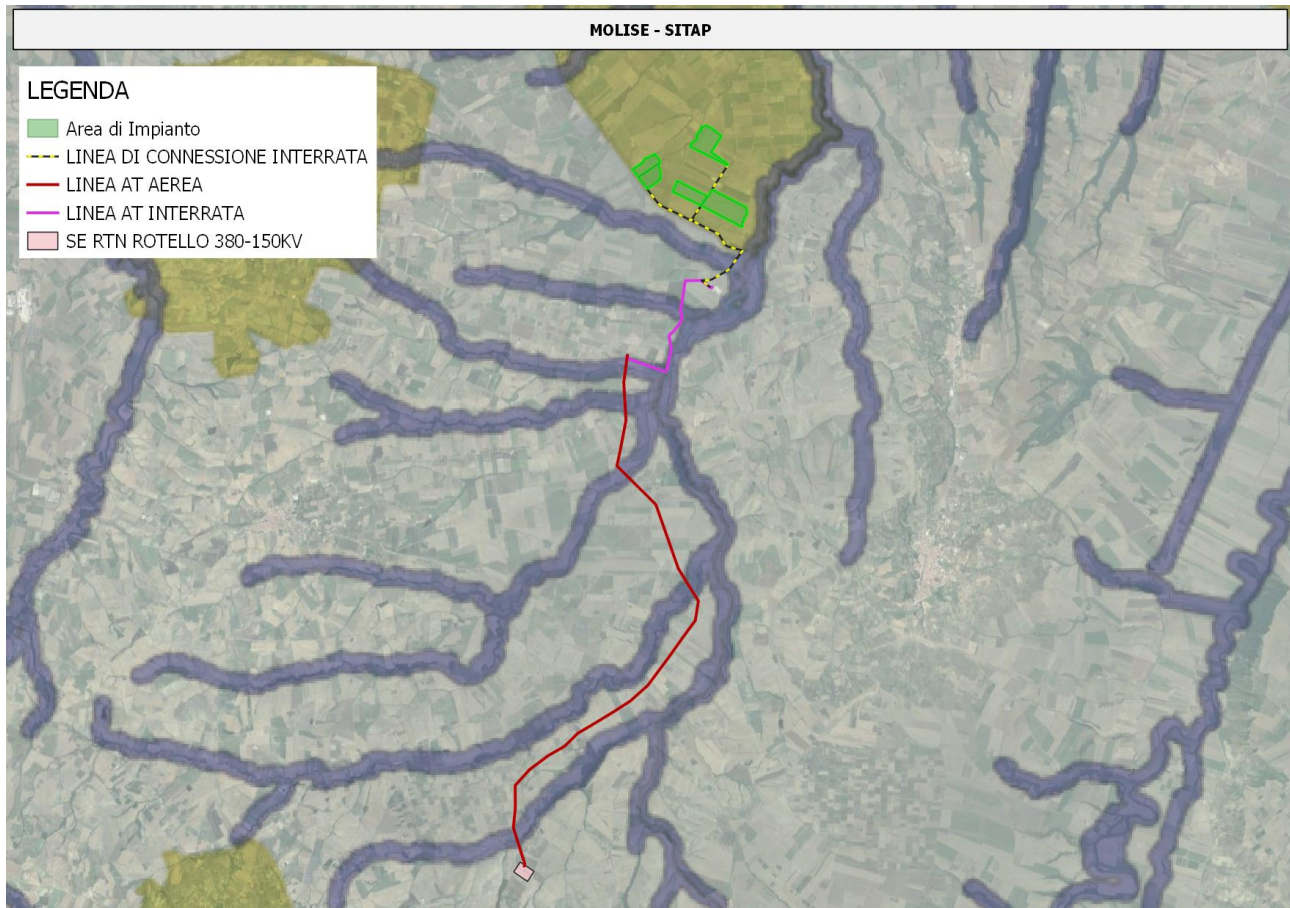 MOLISE - SITAP
LEGENDA
Area di Impianto
LINEA DI CONNESSIONE INTERRATA
LINEA AT AEREA
LINEA AT INTERRATA
SE RTN ROTELLO 380-150KV